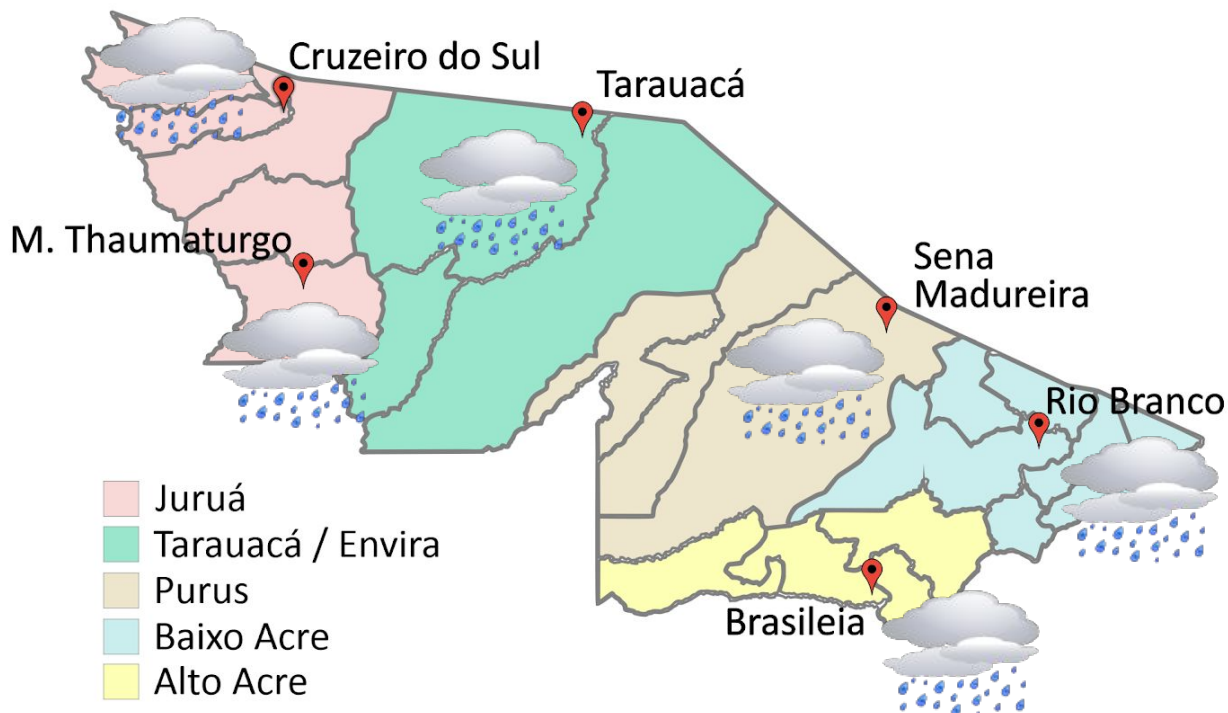 Cruzeiro do Sul
Tarauacá
M. Thaumaturgo
Sena
Madureira
Rio Branco
Brasileia
Juruá
Tarauacá / Envira
Purus
Baixo Acre
Alto Acre